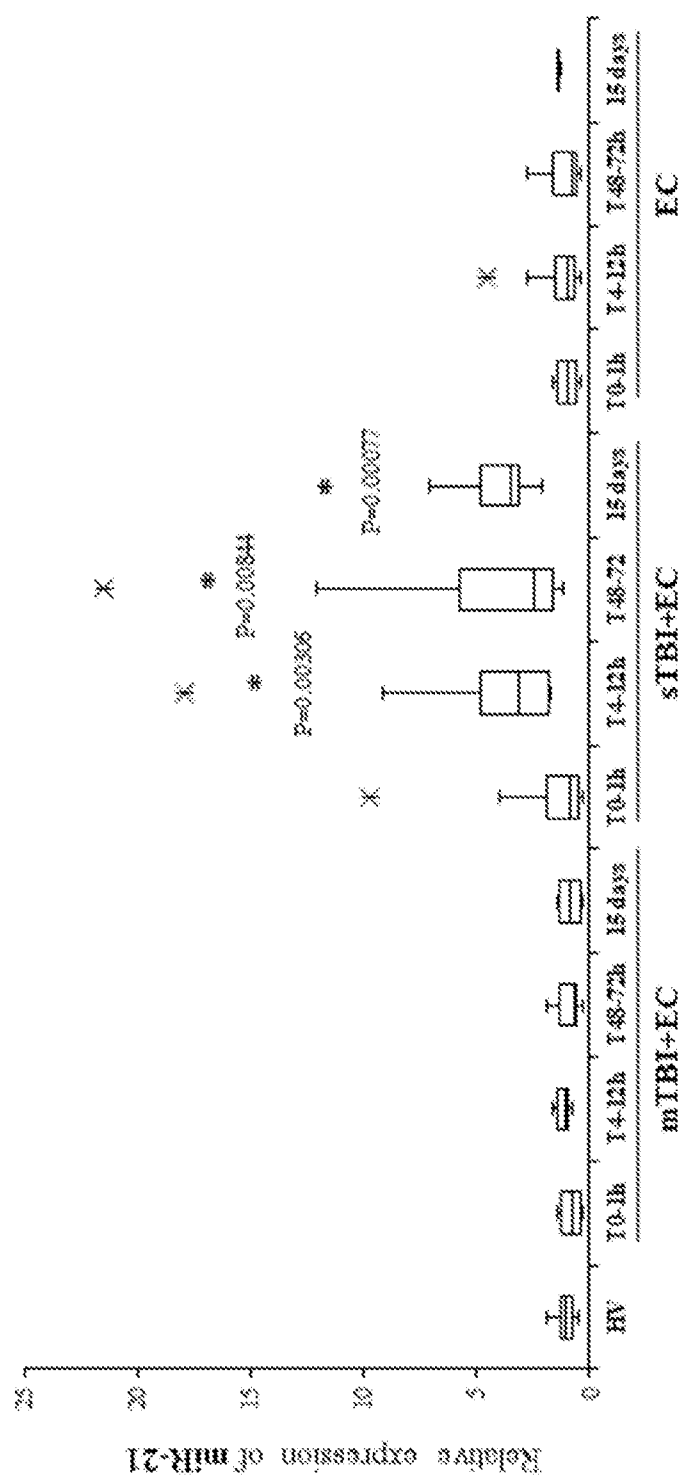 Relative expression of miR-21
25
20
15
10
5
0
P=0.00306
P=0.00844
P=0.00077
HV
T0-1h
T4-12h
T48-72h
15 days
T0-1h
T4-12h
T48-72
15 days
T0-1h
T4-12h
T48-72h
15 days
mTBI+EC
sTBI+EC
EC